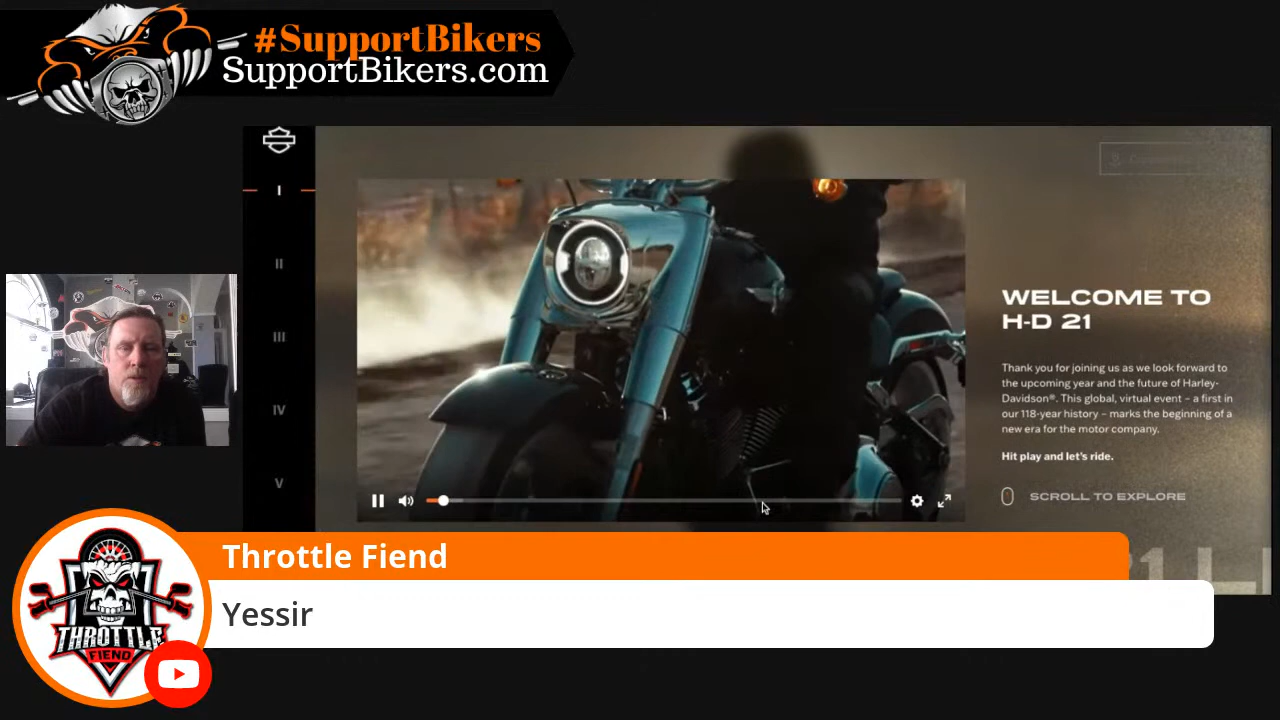 #SupportBikers
SupportBikers.com
I
II
III
IV
V
WELCOME TO
H-D 21
Thank you for joining us as we look forward to
the upcoming year and the future of Harley-
Davidson®. This global, virtual event – a first in
our 118-year history – marks the beginning of a
new era for the motor company.
Hit play and let's ride.
SCROLL TO EXPLORE
Throttle Fiend
Yessir
THROTTLE
FIEND